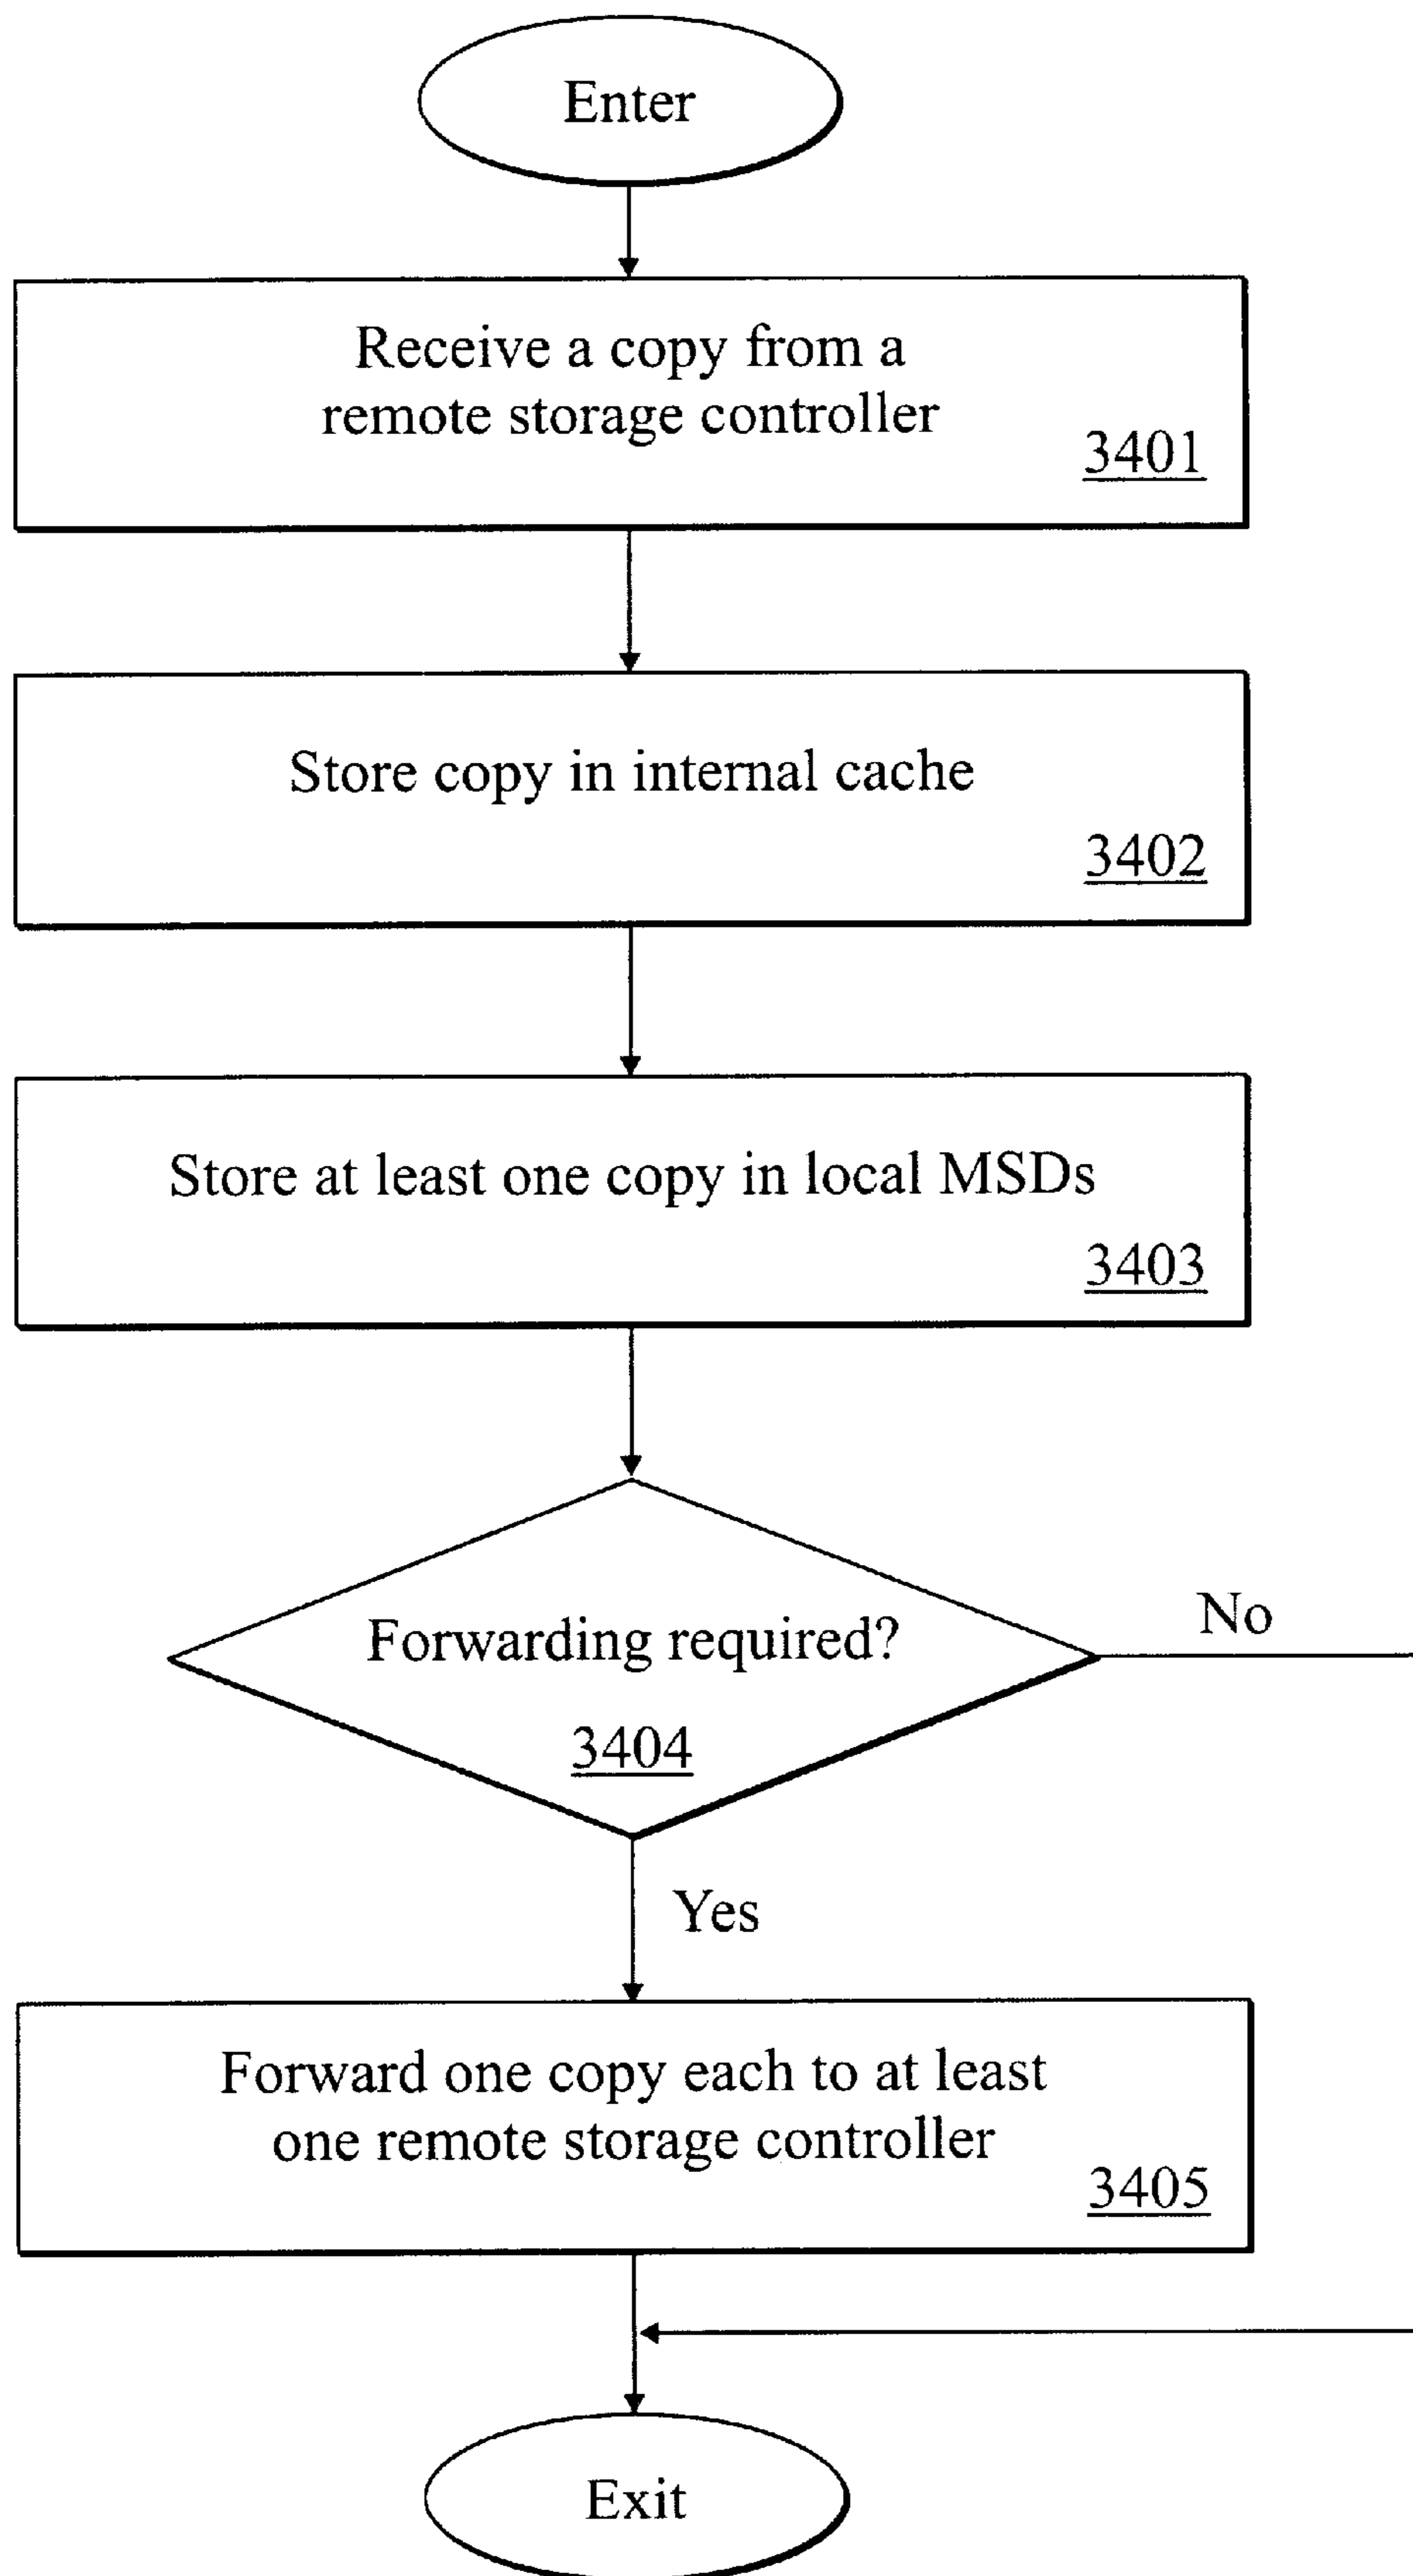 Enter
Receive a copy from a
remote storage controller
3401
Store copy in internal cache
3402
Store at least one copy in local MSDs
3403
Forwarding required?
No
3404
Yes
Forward one copy each to at least
one remote storage controller
3405
Exit